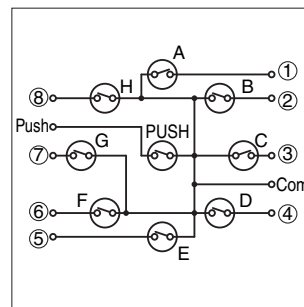 A
①
⑧ H B ②
Push PUSH C
⑦ G ③
Com
⑥ F D ④
⑤ E